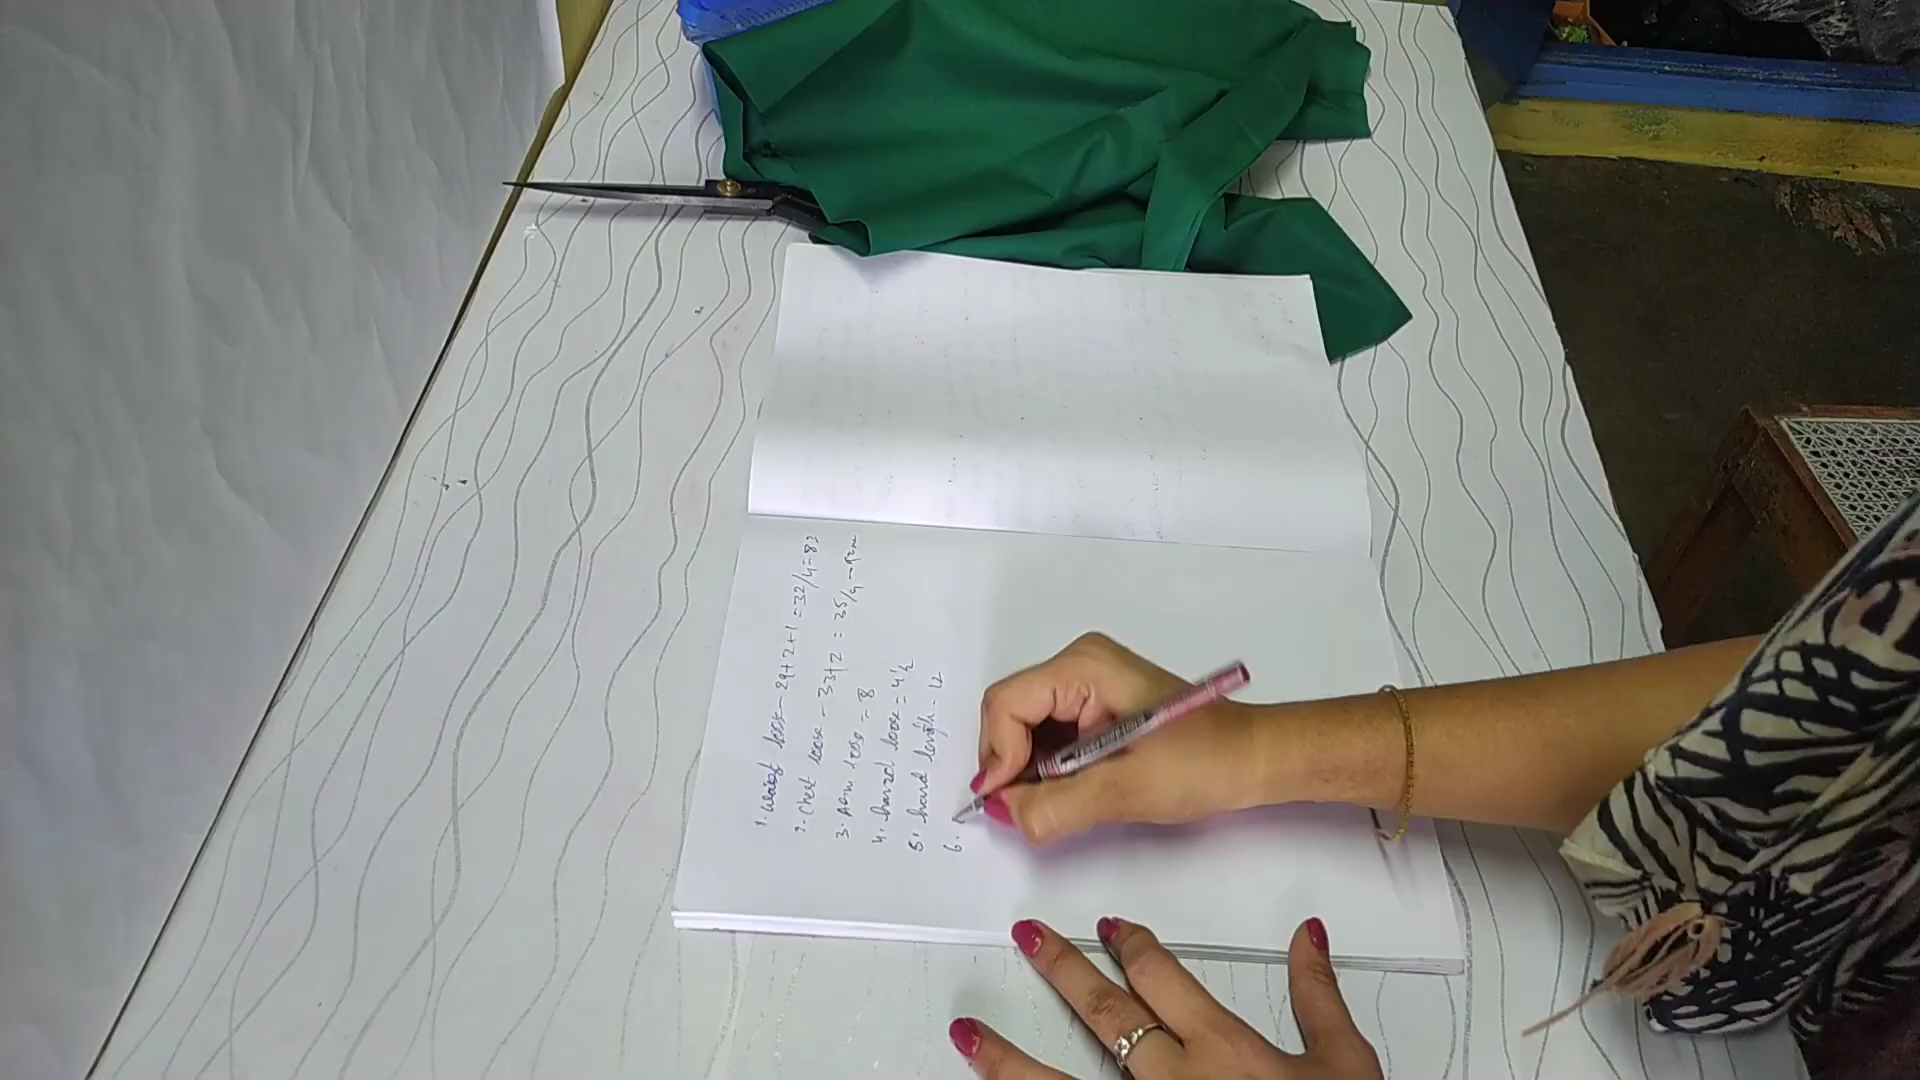 1. Waist loose - 29+2+1 = 32/4=8
2. Chest loose - 33+2 = 35/4 -
3. Arm loose - 8
4. hand loose = 4½
5. hand length - 12
6.